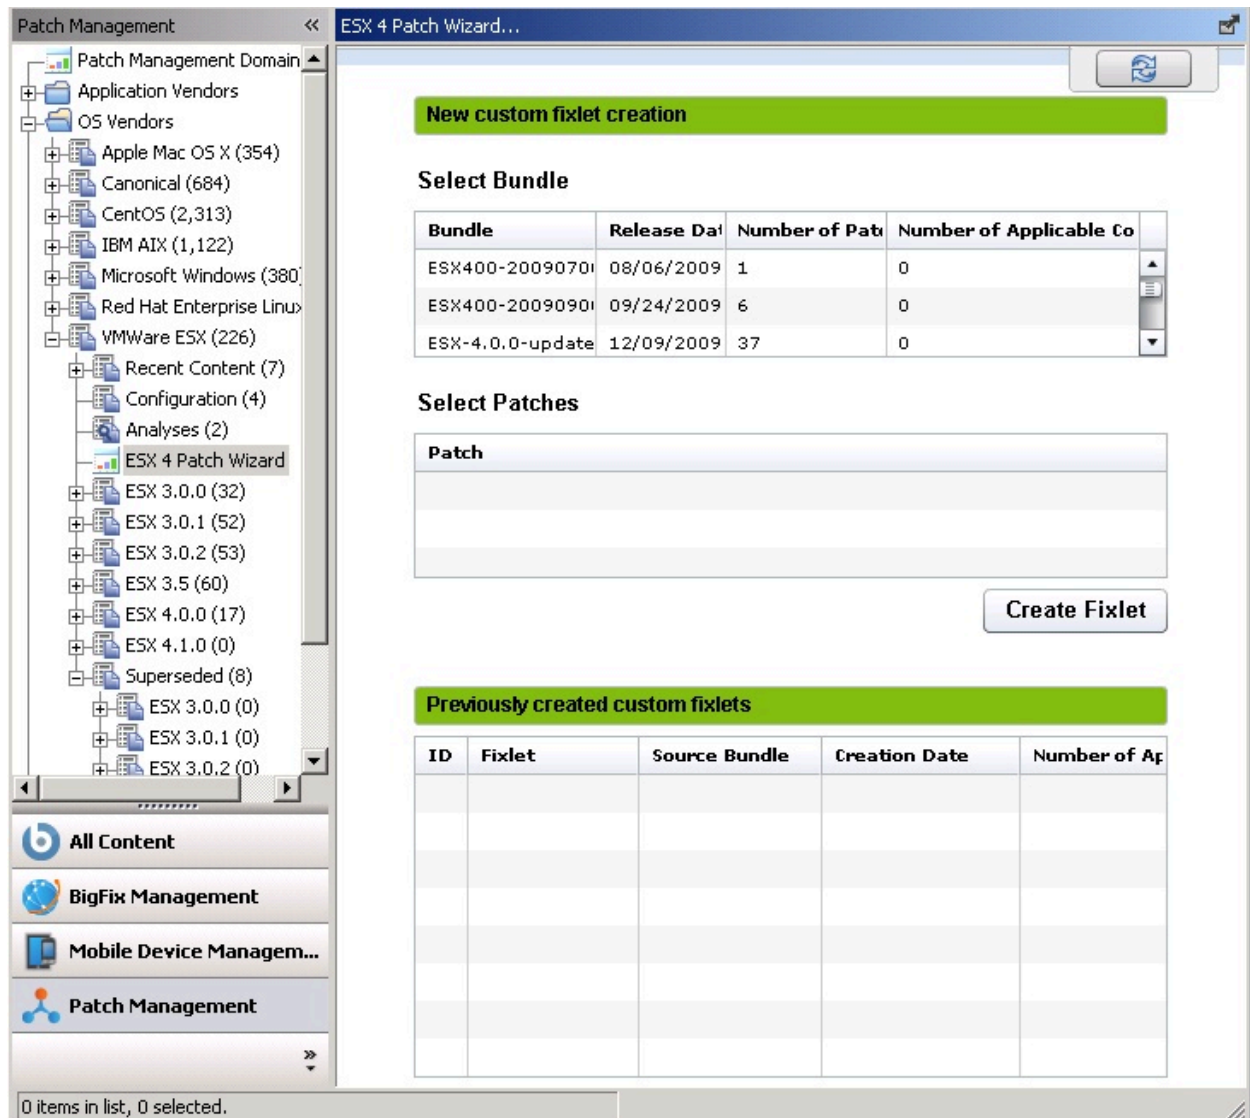 Patch Management
Patch Management Domain
Application Vendors
OS Vendors
Apple Mac OS X (354)
Canonical (684)
CentOS (2,313)
IBM AIX (1,122)
Microsoft Windows (380)
Red Hat Enterprise Linux
VMWare ESX (226)
Recent Content (7)
Configuration (4)
Analyses (2)
ESX 4 Patch Wizard
ESX 3.0.0 (32)
ESX 3.0.1 (52)
ESX 3.0.2 (53)
ESX 3.5 (60)
ESX 4.0.0 (17)
ESX 4.1.0 (0)
Superseded (8)
ESX 3.0.0 (0)
ESX 3.0.1 (0)
ESX 3.0.2 (0)
All Content
BigFix Management
Mobile Device Managem...
Patch Management
0 items in list, 0 selected.
ESX 4 Patch Wizard...
New custom fixlet creation
Select Bundle
Bundle Release Dat Number of Patc Number of Applicable Co
ESX400-2009070 08/06/2009 1 0
ESX400-2009090 09/24/2009 6 0
ESX-4.0.0-update 12/09/2009 37 0
Select Patches
Patch
Create Fixlet
Previously created custom fixlets
ID Fixlet Source Bundle Creation Date Number of Ap